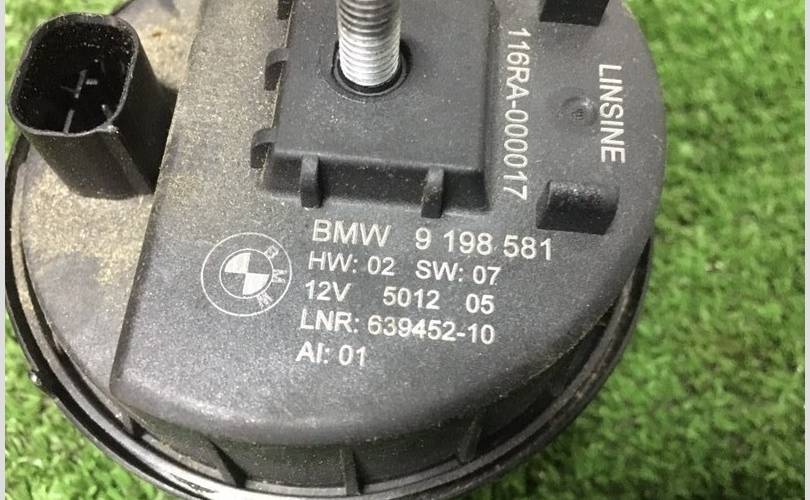 116RA-000017
LINSINE
BMW 9 198 581
HW: 02 SW: 07
12V 5012 05
LNR: 639452-10
AI: 01
BMW